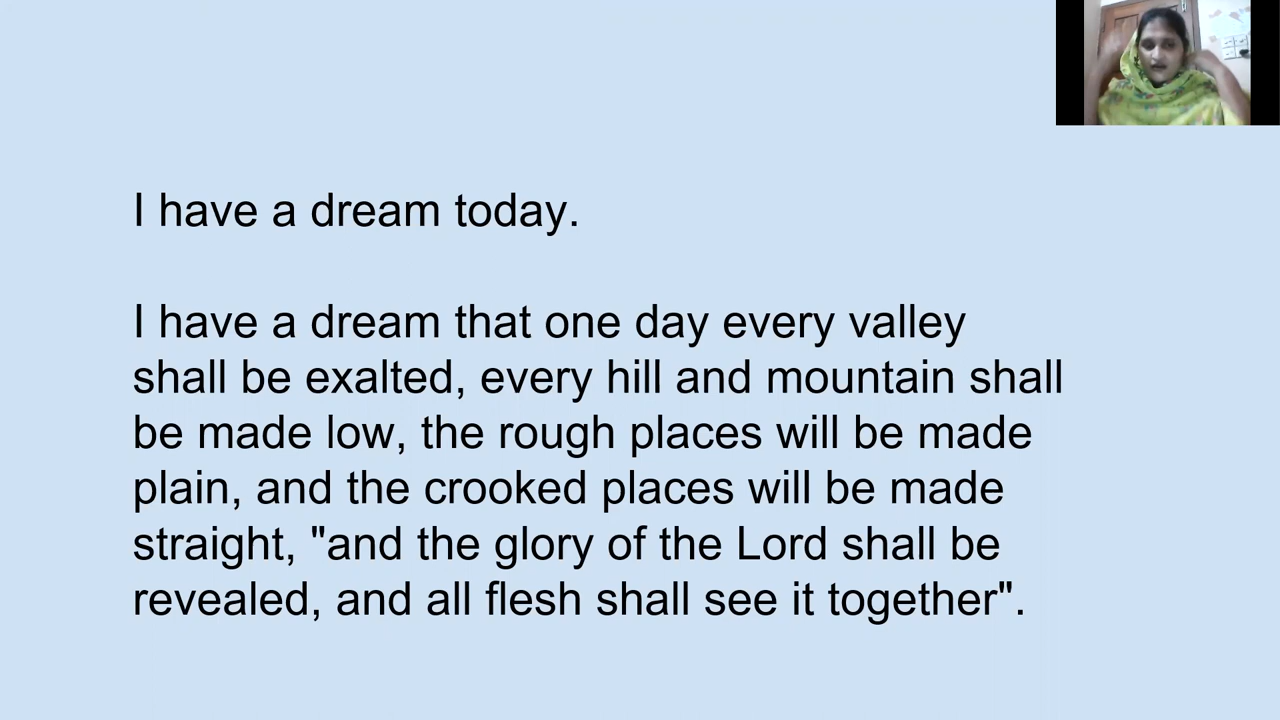 I have a dream today.
I have a dream that one day every valley
shall be exalted, every hill and mountain shall
be made low, the rough places will be made
plain, and the crooked places will be made
straight, "and the glory of the Lord shall be
revealed, and all flesh shall see it together".